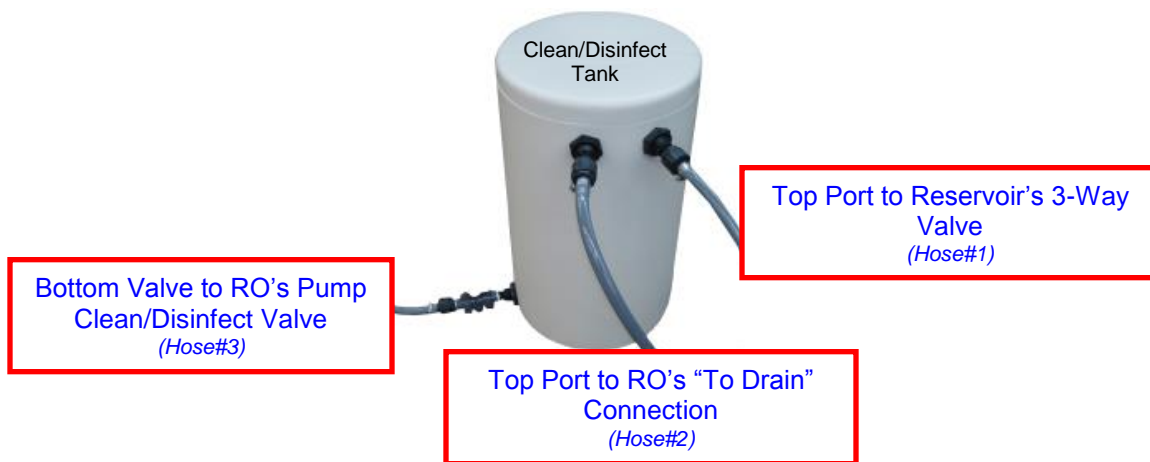 Clean/Disinfect
Tank
Top Port to Reservoir’s 3-Way
Valve
(Hose#1)
Bottom Valve to RO’s Pump
Clean/Disinfect Valve
(Hose#3)
Top Port to RO’s “To Drain”
Connection
(Hose#2)